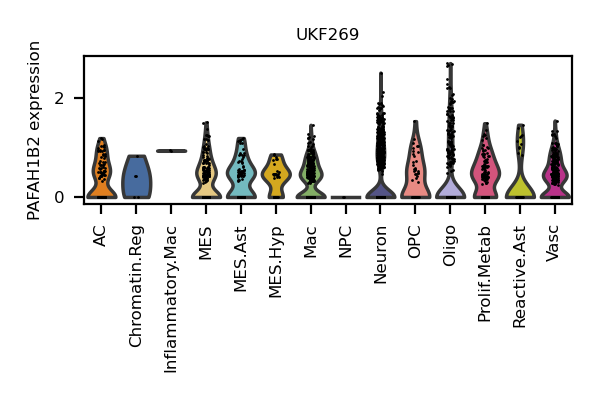 UKF269
PAFAH1B2 expression
2
0
AC
Chromatin.Reg
Inflammatory.Mac
MES
MES.Ast
MES.Hyp
Mac
NPC
Neuron
OPC
Oligo
Prolif.Metab
Reactive.Ast
Vasc